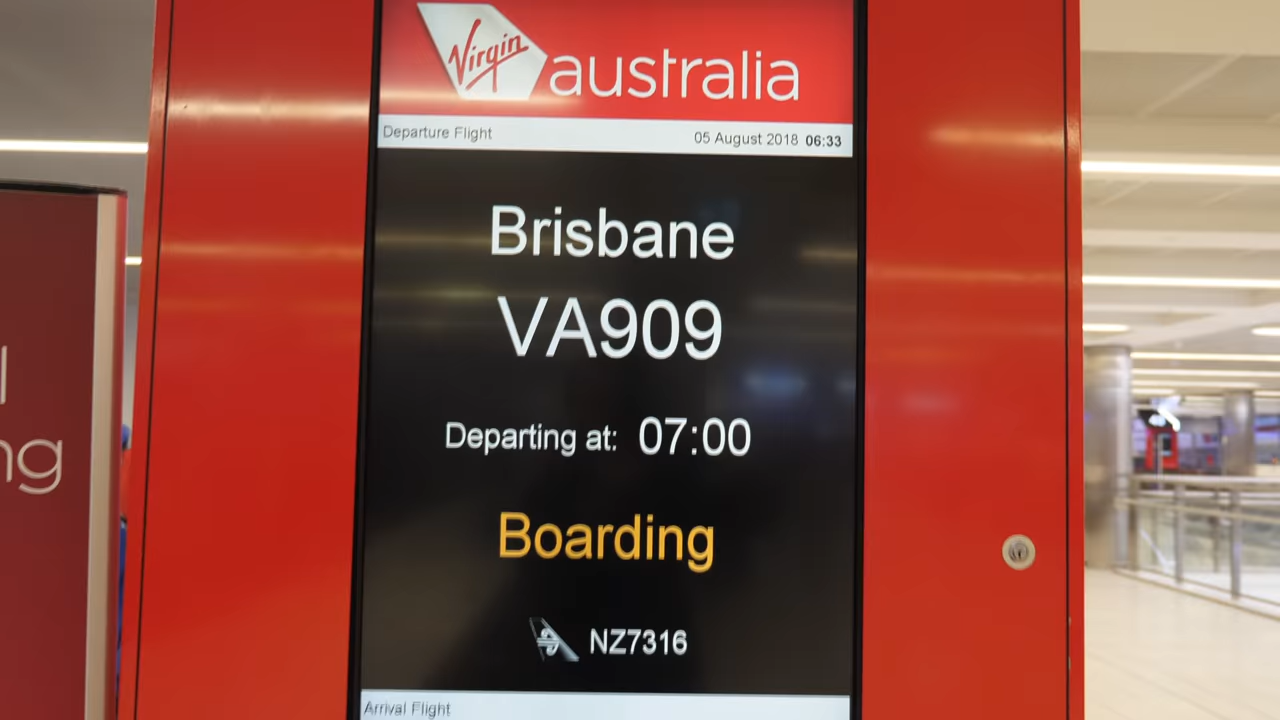 Virgin australia
Departure Flight 05 August 2018 06:33
Brisbane
VA909
Departing at: 07:00
Boarding
NZ7316
Arrival Flight